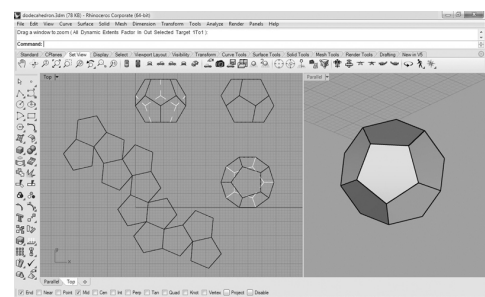 dodecahedron.3dm (78 KB) - Rhinoceros Corporate (64-bit)
File Edit View Curve Surface Solid Mesh Dimension Transform Tools Analyze Render Panels Help
Drag a window to zoom ( All Dynamic Extents Factor In Out Selected Target 1To1 ):
Command:
Standard CPlanes Set View Display Select Viewport Layout Visibility Transform Curve Tools Surface Tools Solid Tools Mesh Tools Render Tools Drafting New in V5
Top
Parallel
Parallel Top
End Near Point Mid Cen Int Perp Tan Quad Knot Vertex Project Disable